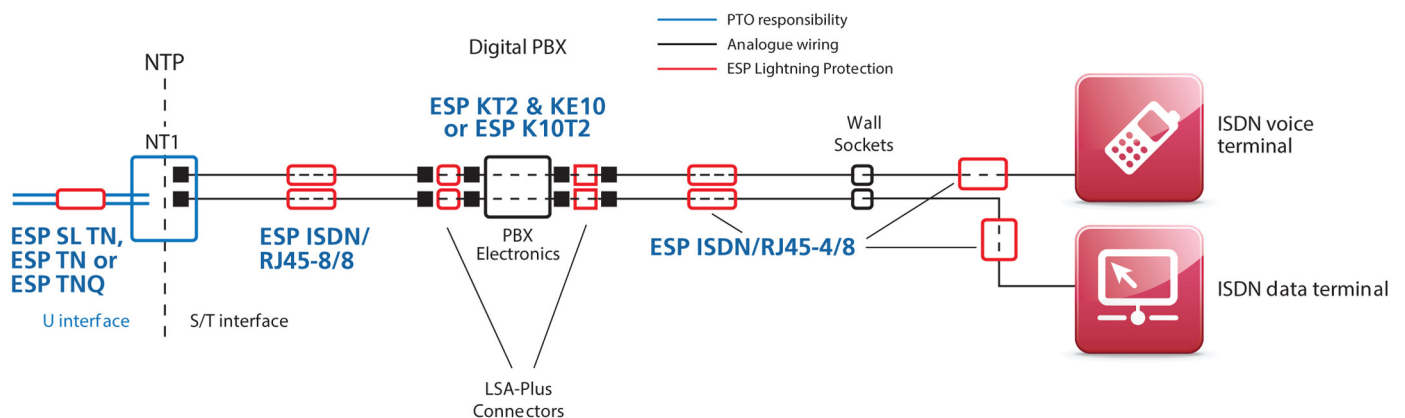 PTO responsibility
Analogue wiring
ESP Lightning Protection
Digital PBX
NTP
ESP KT2 & KE10
or ESP K10T2
NT1
Wall
Sockets
ISDN voice
terminal
ESP SL TN,
ESP TN or
ESP TNQ
ESP ISDN/
RJ45-8/8
PBX
Electronics
ESP ISDN/RJ45-4/8
ISDN data terminal
U interface
S/T interface
LSA-Plus
Connectors